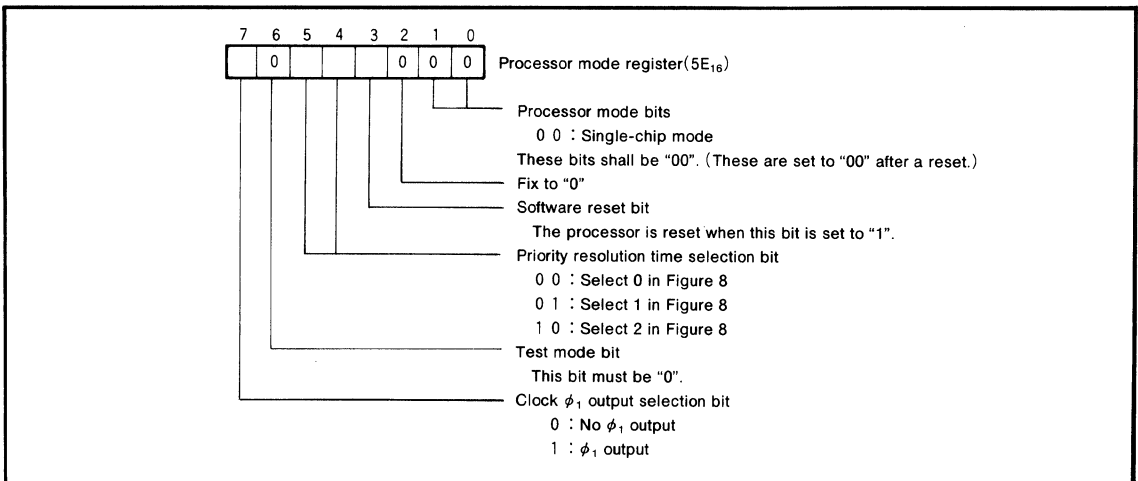 7 6 5 4 3 2 1 0
0 0 0 0 Processor mode register(5E₁₆)
Processor mode bits
0 0 : Single-chip mode
These bits shall be “00”. (These are set to “00” after a reset.)
Fix to “0”
Software reset bit
The processor is reset when this bit is set to “1”.
Priority resolution time selection bit
0 0 : Select 0 in Figure 8
0 1 : Select 1 in Figure 8
1 0 : Select 2 in Figure 8
Test mode bit
This bit must be “0”.
Clock ϕ₁ output selection bit
0 : No ϕ₁ output
1 : ϕ₁ output